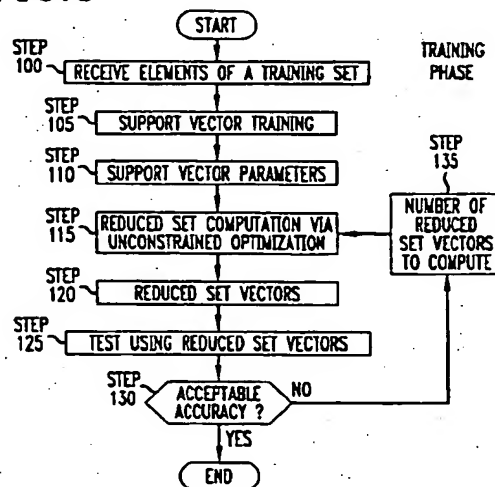 START
TRAINING
PHASE
STEP
100
RECEIVE ELEMENTS OF A TRAINING SET
STEP
105
SUPPORT VECTOR TRAINING
STEP
110
SUPPORT VECTOR PARAMETERS
STEP
115
REDUCED SET COMPUTATION VIA
UNCONSTRAINED OPTIMIZATION
STEP
135
NUMBER OF
REDUCED
SET VECTORS
TO COMPUTE
STEP
120
REDUCED SET VECTORS
STEP
125
TEST USING REDUCED SET VECTORS
STEP
130
ACCEPTABLE
ACCURACY ?
NO
YES
END